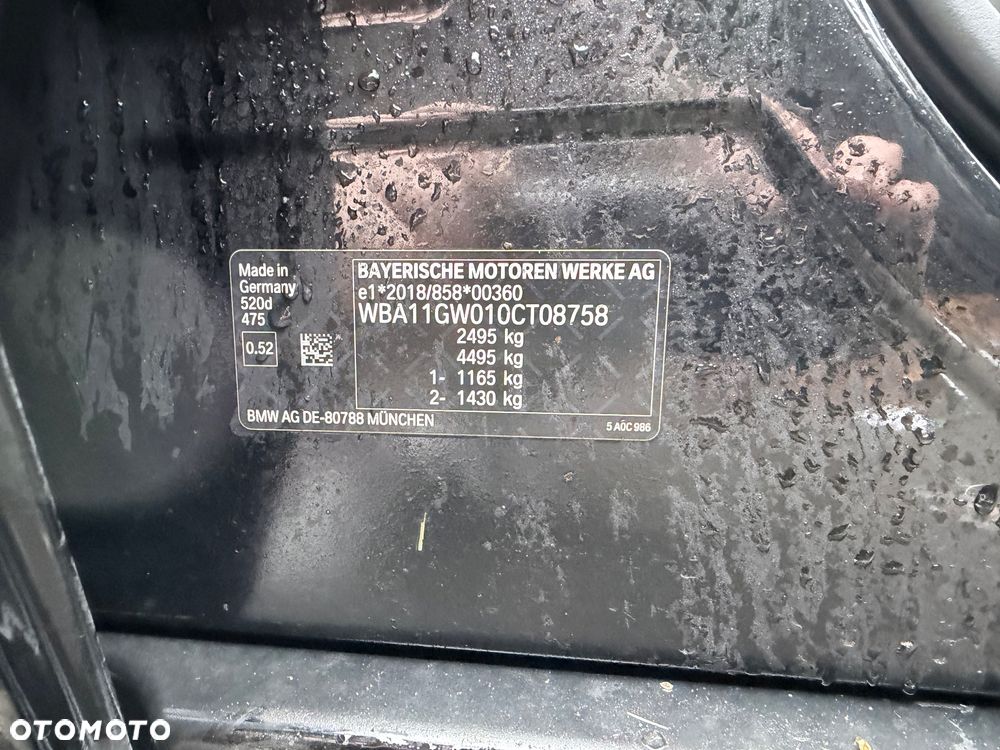 Made in
Germany
520d
475
0.52
BAYERISCHE MOTOREN WERKE AG
e1*2018/858*00360
WBA11GW010CT08758
2495 kg
4495 kg
1- 1165 kg
2- 1430 kg
BMW AG DE-80788 MÜNCHEN
5 A0C 986
OTOMOTO